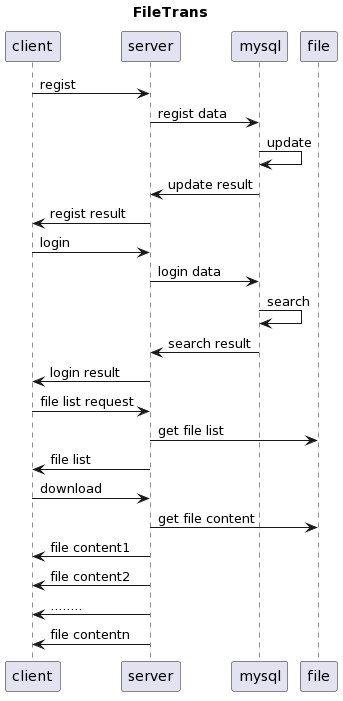 FileTrans
client server mysql file
regist
regist data
update
update result
regist result
login
login data
search
search result
login result
file list request
get file list
file list
download
get file content
file content1
file content2
........
file contentn
client server mysql file